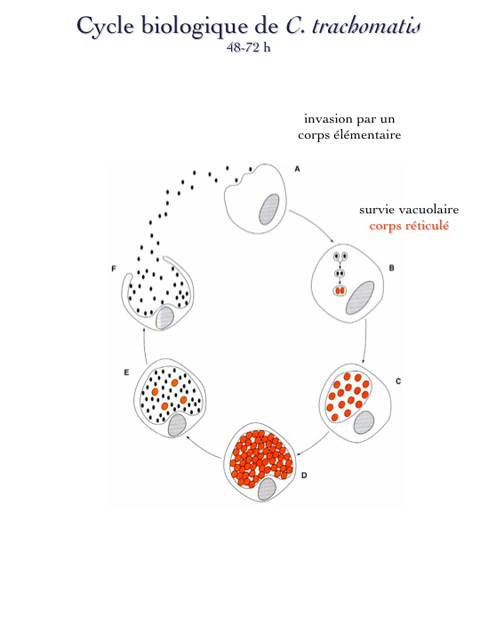 Cycle biologique de C. trachomatis
48-72 h
invasion par un
corps élémentaire
A
survie vacuolaire
corps réticulé
F
B
E
C
D